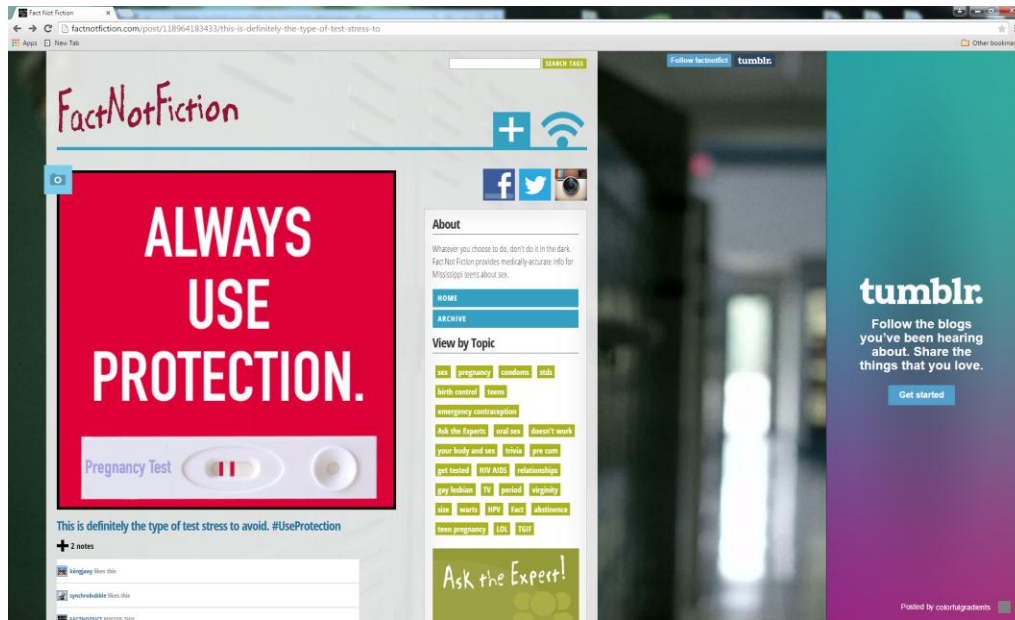 Fact Not Fiction
factnotfiction.com/post/118964183433/this-is-definitely-the-type-of-test-stress-to
Apps New Tab
Other bookmar
SEARCH TAGS
Follow factnotfict tumblr.
FactNotFiction
ALWAYS
USE
PROTECTION.
Pregnancy Test
This is definitely the type of test stress to avoid. #UseProtection
2 notes
kiingjavy likes this
synchrobubble likes this
FACTNOTFICT POSTED THIS
About
Whatever you choose to do, don't do it in the dark.
Fact Not Fiction provides medically-accurate info for
Mississippi teens about sex.
HOME
ARCHIVE
View by Topic
sex pregnancy condoms stds
birth control teens
emergency contraception
Ask the Experts oral sex doesn't work
your body and sex trivia pre cum
get tested HIV AIDS relationships
gay lesbian TV period virginity
size warts HPV Fact abstinence
teen pregnancy LOL TGIF
Ask the Expert!
tumblr.
Follow the blogs
you've been hearing
about. Share the
things that you love.
Get started
Posted by colorfulgradients